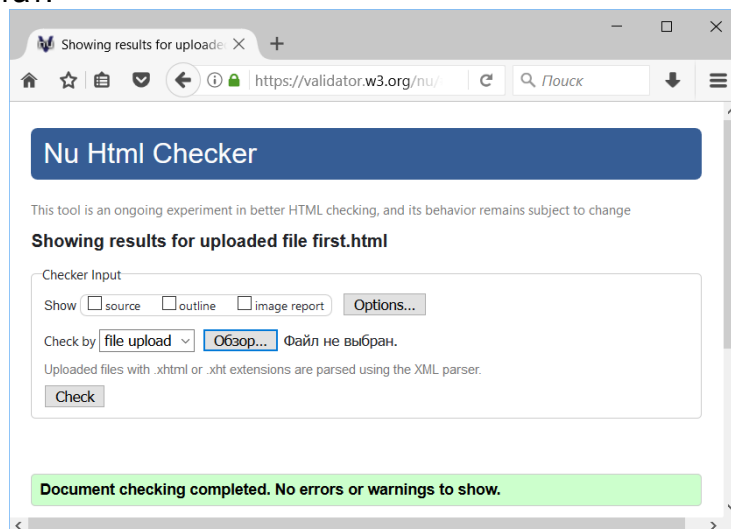 Showing results for uploade
https://validator.w3.org/nu/
Поиск
Nu Html Checker
This tool is an ongoing experiment in better HTML checking, and its behavior remains subject to change
Showing results for uploaded file first.html
Checker Input
Show source outline image report Options...
Check by file upload Обзор... Файл не выбран.
Uploaded files with .xhtml or .xht extensions are parsed using the XML parser.
Check
Document checking completed. No errors or warnings to show.